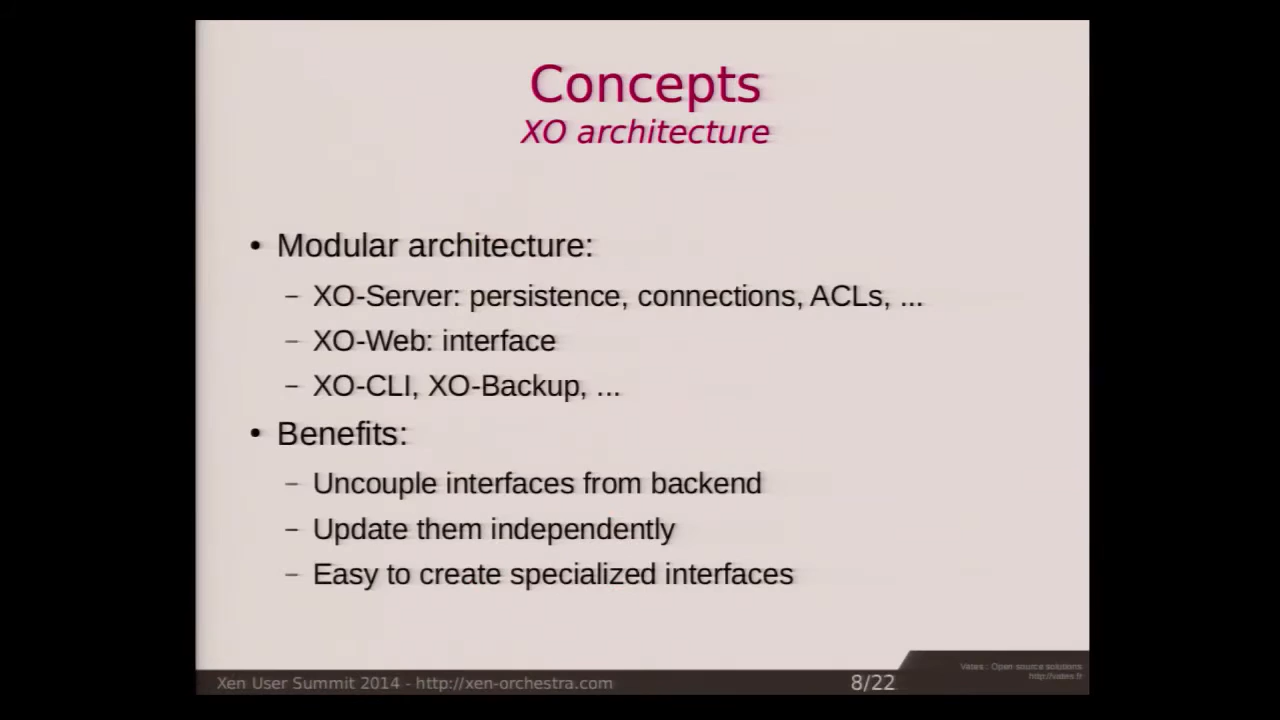 Concepts
XO architecture
• Modular architecture:
– XO-Server: persistence, connections, ACLs, ...
– XO-Web: interface
– XO-CLI, XO-Backup, ...
• Benefits:
– Uncouple interfaces from backend
– Update them independently
– Easy to create specialized interfaces
Xen User Summit 2014 - http://xen-orchestra.com
8/22
Vates : Open source solutions
http://vates.fr